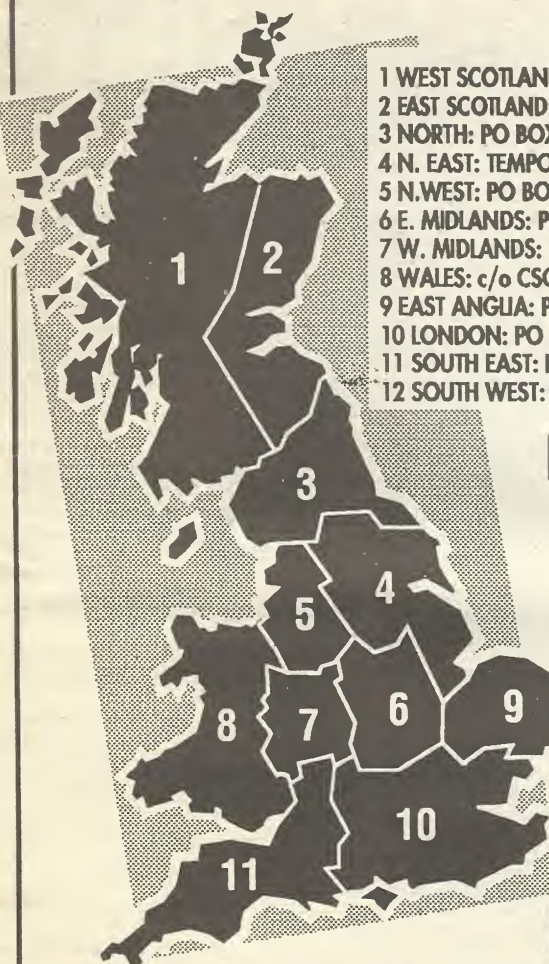 1 WEST SCOTLAN
2 EAST SCOTLAND
3 NORTH: PO BOX
4 N. EAST: TEMPO
5 N.WEST: PO BO
6 E. MIDLANDS: P
7 W. MIDLANDS:
8 WALES: c/o CSC
9 EAST ANGLIA: P
10 LONDON: PO
11 SOUTH EAST:
12 SOUTH WEST:
1
2
3
4
5
6
7
8
9
10
11